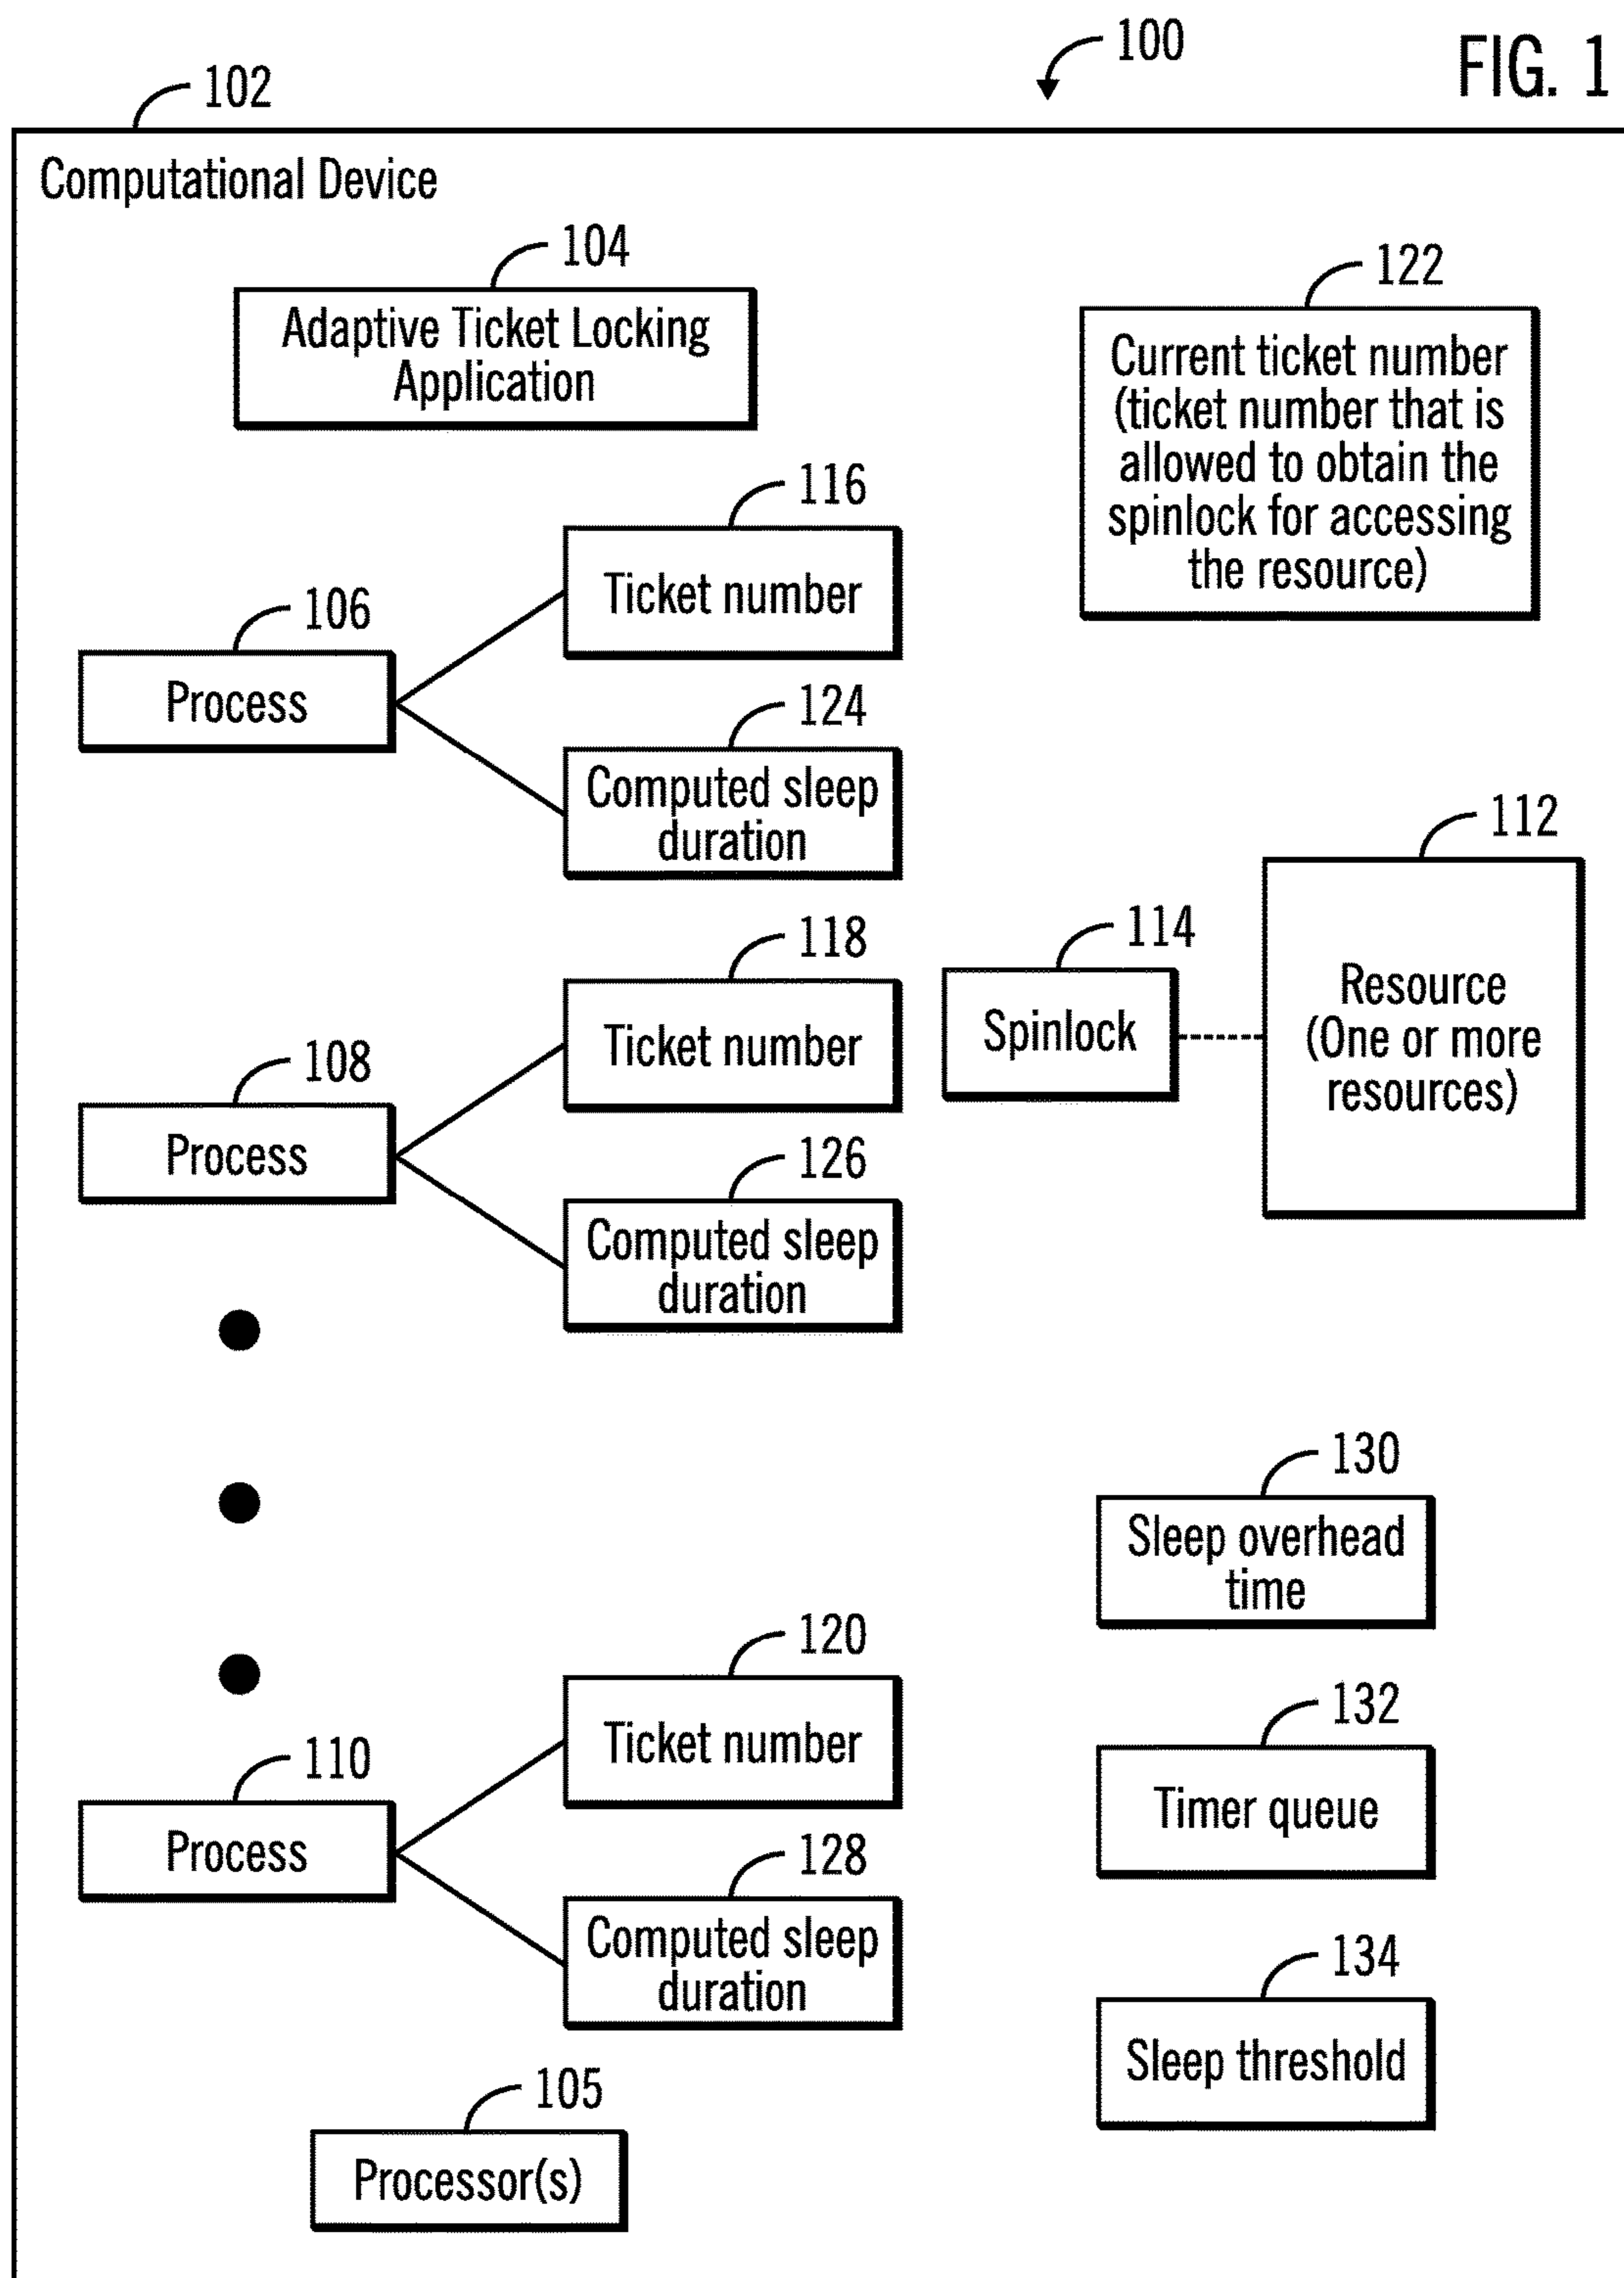 100
FIG. 1
102
Computational Device
104
Adaptive Ticket Locking
Application
122
Current ticket number
(ticket number that is
allowed to obtain the
spinlock for accessing
the resource)
116
Ticket number
106
Process
124
Computed sleep
duration
112
Resource
(One or more
resources)
114
Spinlock
118
Ticket number
108
Process
126
Computed sleep
duration
130
Sleep overhead
time
120
Ticket number
132
Timer queue
110
Process
128
Computed sleep
duration
134
Sleep threshold
105
Processor(s)